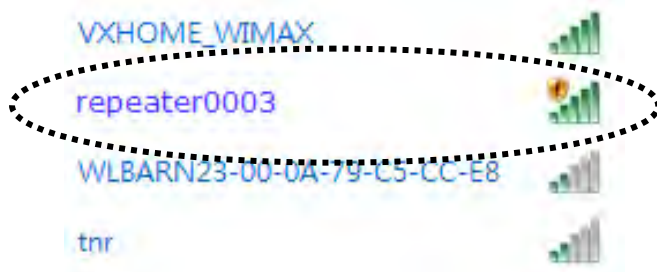 VXHOME_WIMAX
repeater0003
WLBARN23-00-0A-79-C5-CC-E8
tnr